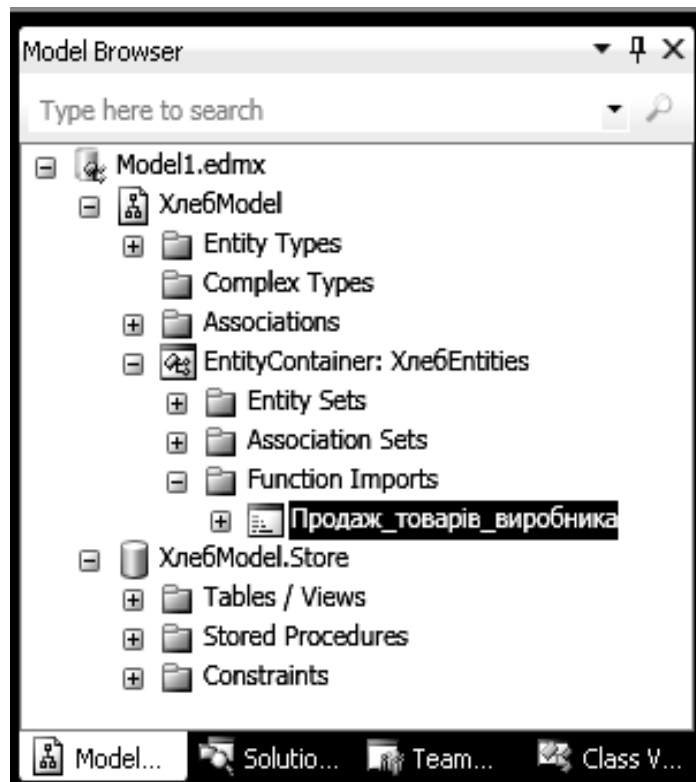 Model Browser
Type here to search
Model1.edmx
ХлебModel
Entity Types
Complex Types
Associations
EntityContainer: ХлебEntities
Entity Sets
Association Sets
Function Imports
Продаж_товарів_виробника
ХлебModel.Store
Tables / Views
Stored Procedures
Constraints
Model... Solutio... Team... Class V...